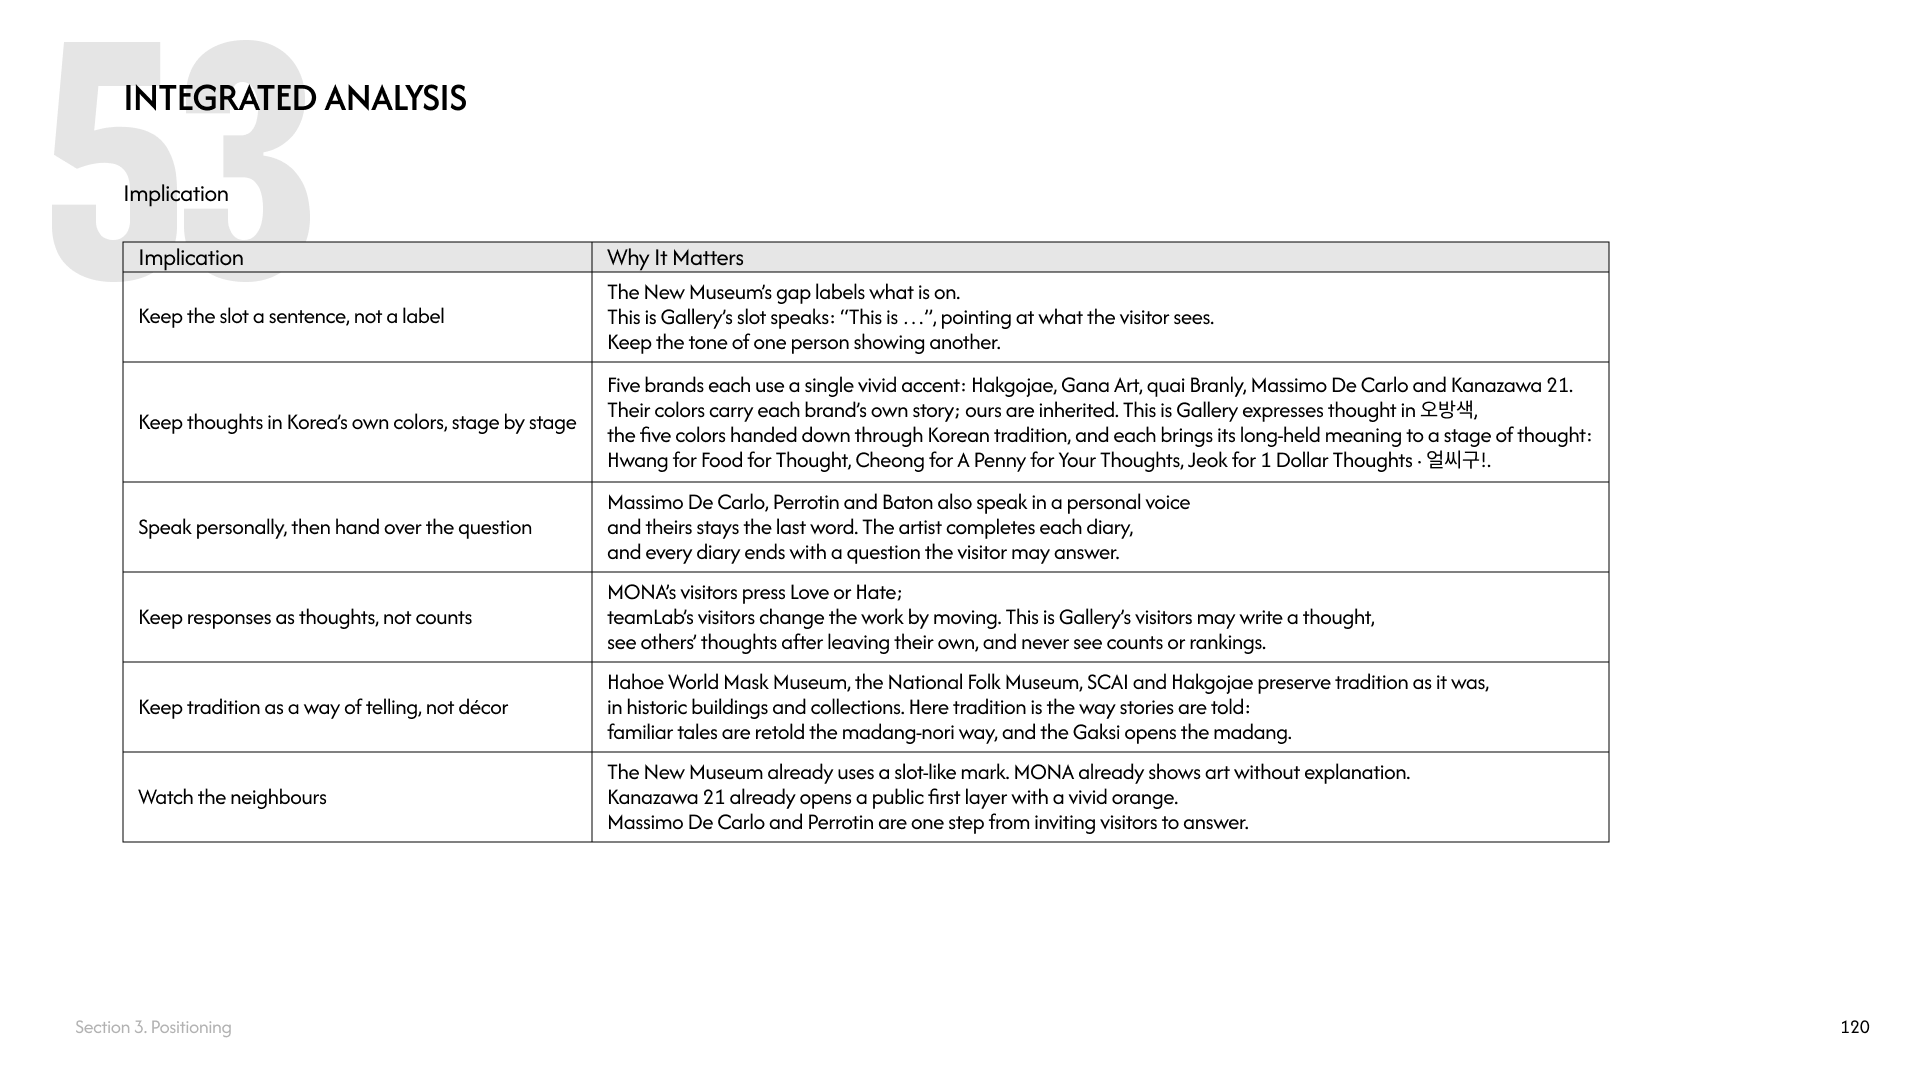 53
INTEGRATED ANALYSIS
Implication
Implication
Why It Matters
Keep the slot a sentence, not a label
The New Museum’s gap labels what is on.
This is Gallery’s slot speaks: “This is …”, pointing at what the visitor sees.
Keep the tone of one person showing another.
Keep thoughts in Korea’s own colors, stage by stage
Five brands each use a single vivid accent: Hakgojae, Gana Art, quai Branly, Massimo De Carlo and Kanazawa 21.
Their colors carry each brand’s own story; ours are inherited. This is Gallery expresses thought in 오방색,
the five colors handed down through Korean tradition, and each brings its long-held meaning to a stage of thought:
Hwang for Food for Thought, Cheong for A Penny for Your Thoughts, Jeok for 1 Dollar Thoughts · 얼씨구!.
Speak personally, then hand over the question
Massimo De Carlo, Perrotin and Baton also speak in a personal voice
and theirs stays the last word. The artist completes each diary,
and every diary ends with a question the visitor may answer.
Keep responses as thoughts, not counts
MONA’s visitors press Love or Hate;
teamLab’s visitors change the work by moving. This is Gallery’s visitors may write a thought,
see others’ thoughts after leaving their own, and never see counts or rankings.
Keep tradition as a way of telling, not décor
Hahoe World Mask Museum, the National Folk Museum, SCAI and Hakgojae preserve tradition as it was,
in historic buildings and collections. Here tradition is the way stories are told:
familiar tales are retold the madang-nori way, and the Gaksi opens the madang.
Watch the neighbours
The New Museum already uses a slot-like mark. MONA already shows art without explanation.
Kanazawa 21 already opens a public first layer with a vivid orange.
Massimo De Carlo and Perrotin are one step from inviting visitors to answer.
Section 3. Positioning
120